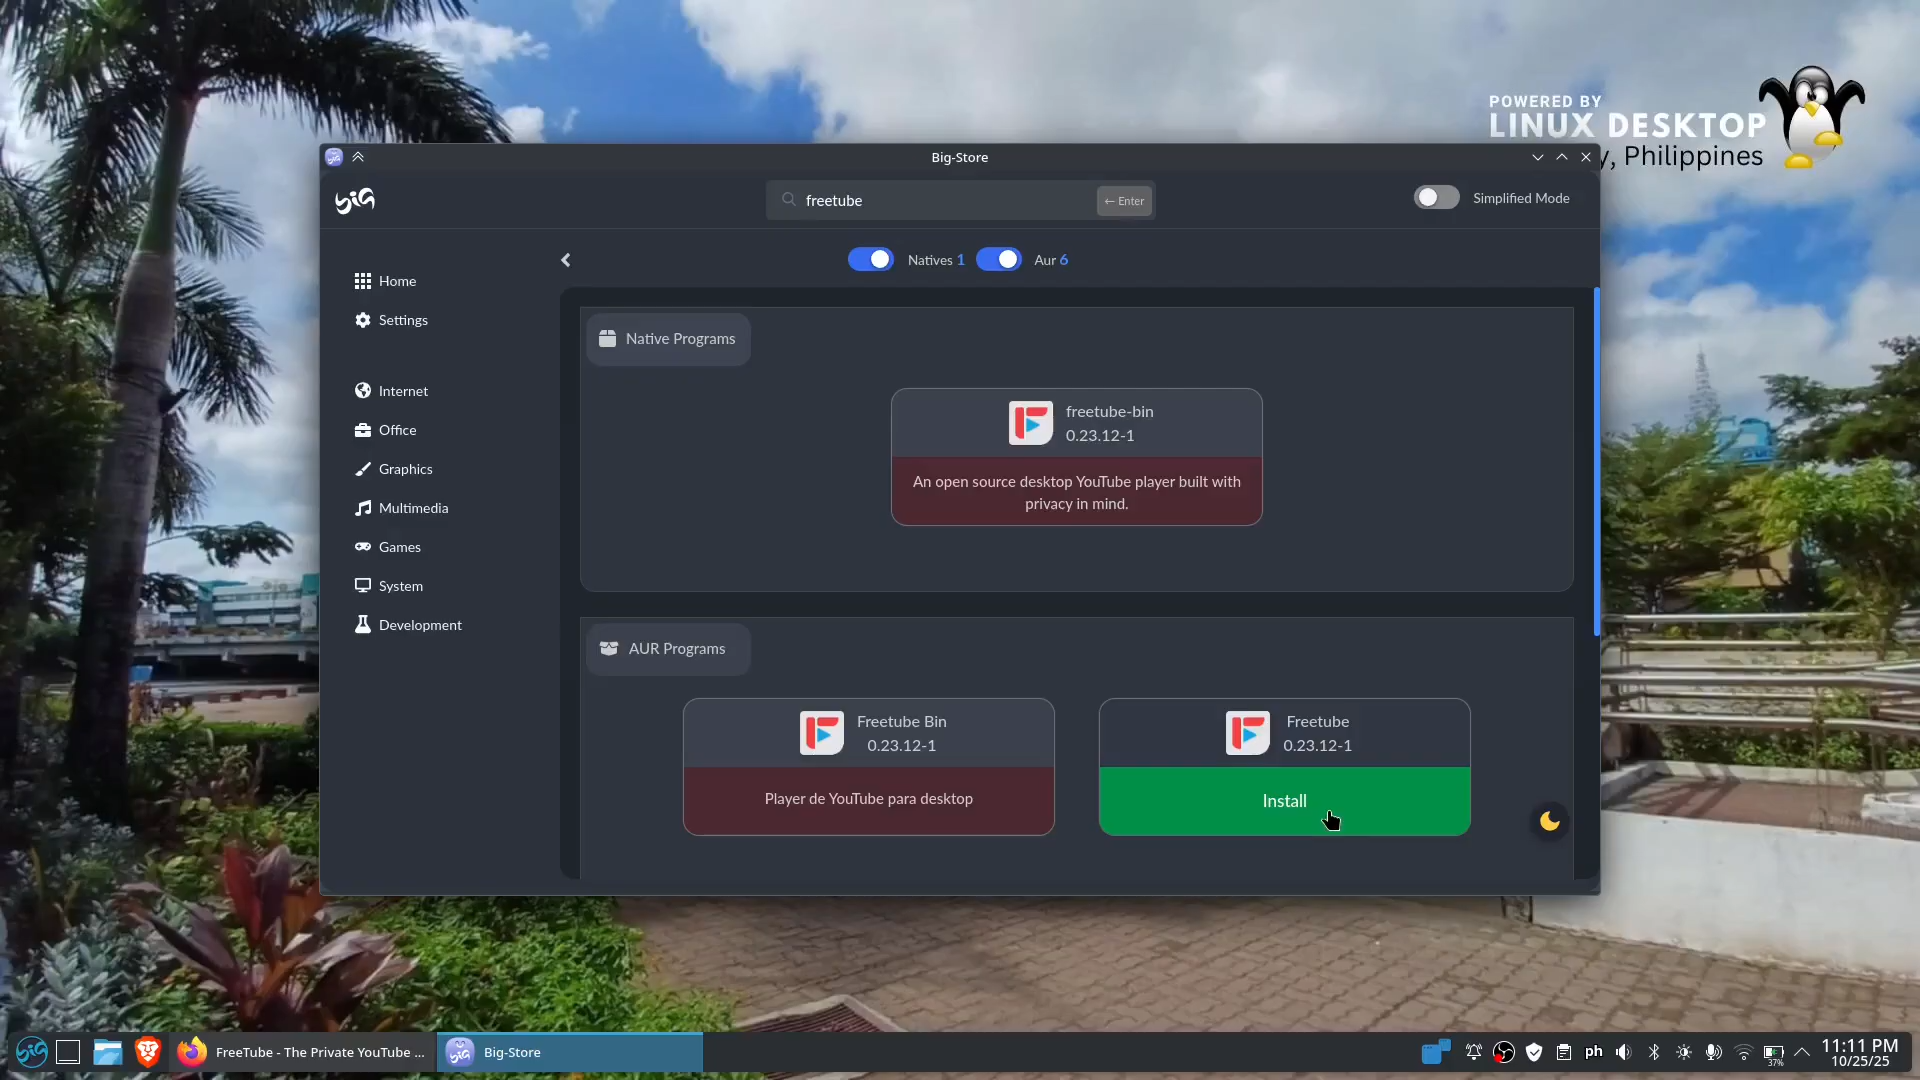 POWERED BY
LINUX DESKTOP
y, Philippines
Big-Store
big
freetube
← Enter
Simplified Mode
Natives 1
Aur 6
Home
Settings
Internet
Office
Graphics
Multimedia
Games
System
Development
Native Programs
freetube-bin
0.23.12-1
An open source desktop YouTube player built with
privacy in mind.
AUR Programs
Freetube Bin
0.23.12-1
Player de YouTube para desktop
Freetube
0.23.12-1
Install
FreeTube - The Private YouTube ...
Big-Store
ph
37%
11:11 PM
10/25/25